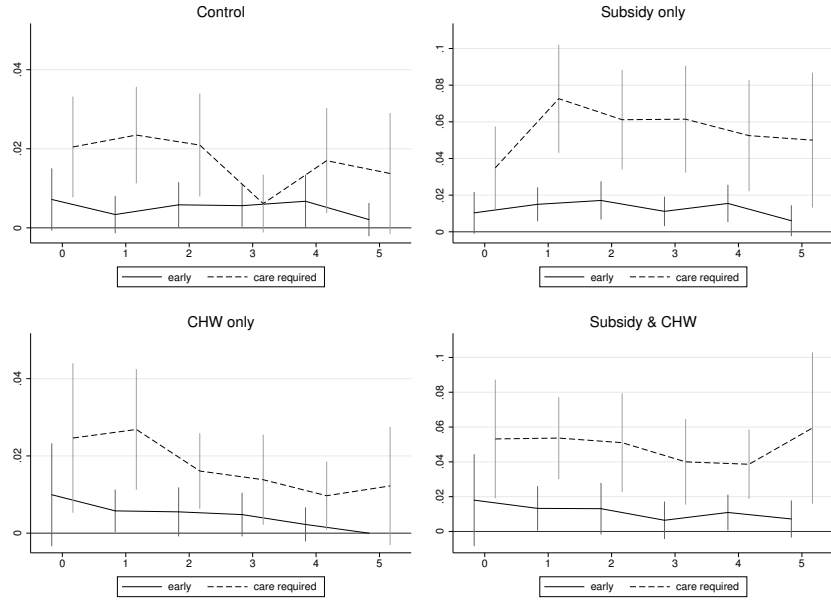 Control
.04
.02
0
0 1 2 3 4 5
early care required
Subsidy only
.1
.08
.06
.04
.02
0
0 1 2 3 4 5
early care required
CHW only
.04
.02
0
0 1 2 3 4 5
early care required
Subsidy & CHW
.1
.08
.06
.04
.02
0
0 1 2 3 4 5
early care required